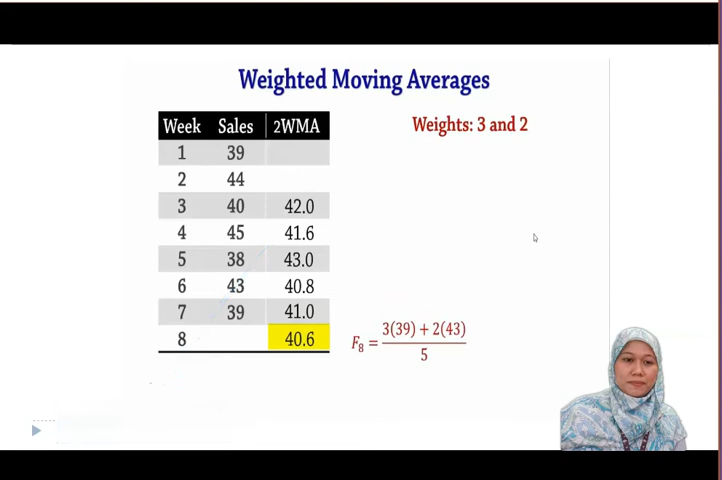 Weighted Moving Averages
Week Sales 2WMA
Weights: 3 and 2
1 39
2 44
3 40 42.0
4 45 41.6
5 38 43.0
6 43 40.8
7 39 41.0
8 40.6
F₈ = 3(39) + 2(43)
5